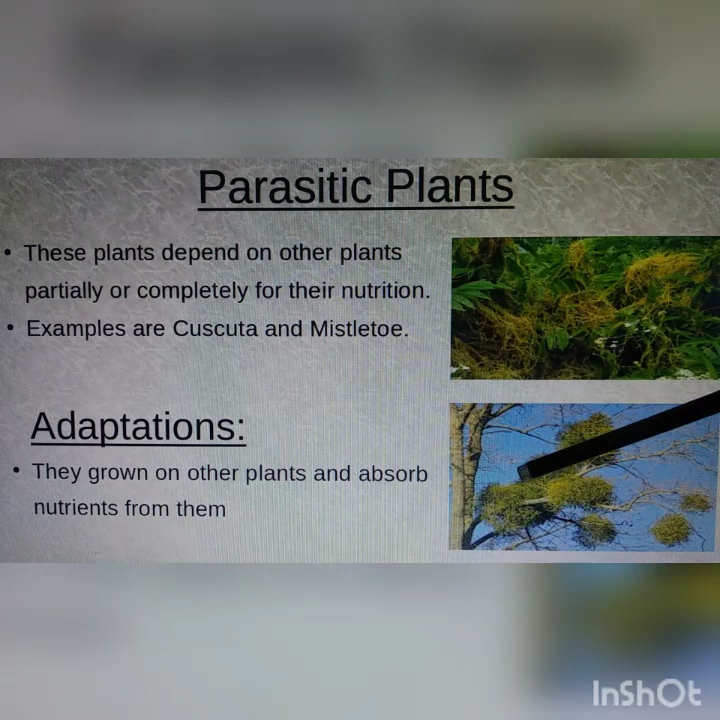 Parasitic Plants
• These plants depend on other plants
partially or completely for their nutrition.
• Examples are Cuscuta and Mistletoe.
Adaptations:
• They grown on other plants and absorb
nutrients from them
InShOt